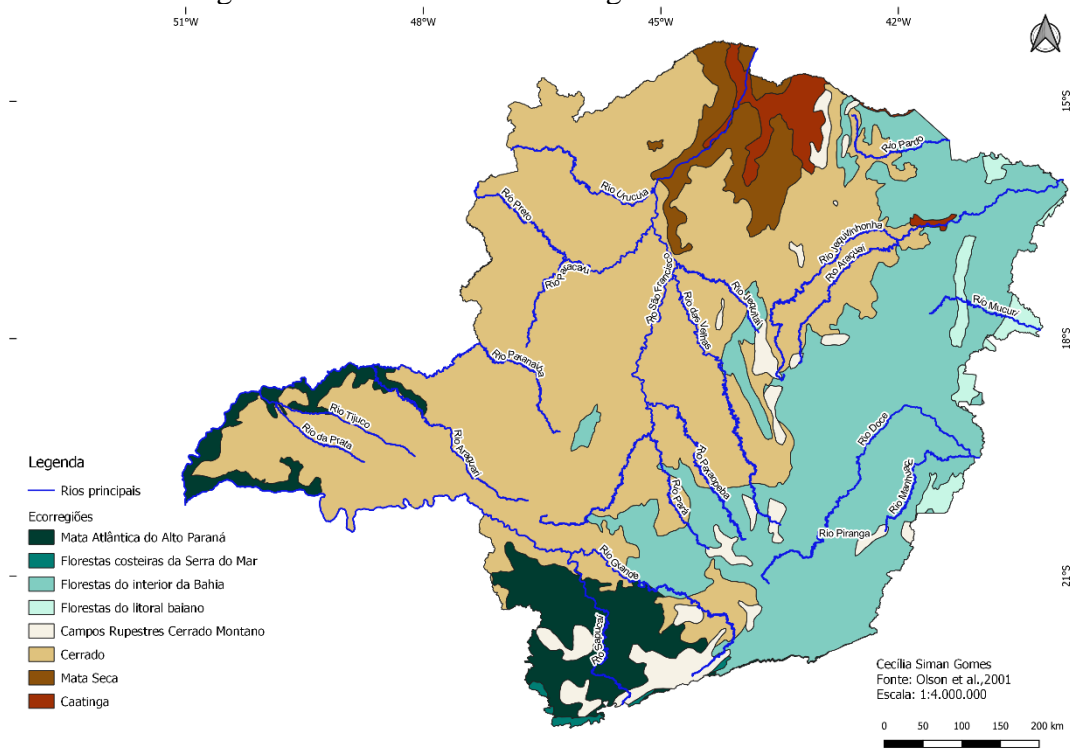 51°W
48°W
45°W
42°W
15°S
18°S
21°S
Rio Pardo
Rio Urucuia
Rio Preto
Rio Paracatu
Rio Jequitinhonha
Rio Araçuaí
Rio São Francisco
Rio das Velhas
Rio Jequitaí
Rio Mucuri
Rio Paranaíba
Rio Tijuco
Rio da Prata
Rio Araguari
Rio Doce
Rio Paraopeba
Rio Pará
Rio Manhuaçu
Rio Piranga
Rio Grande
Rio Sapucaí
Legenda
Rios principais
Ecorregiões
Mata Atlântica do Alto Paraná
Florestas costeiras da Serra do Mar
Florestas do interior da Bahia
Florestas do litoral baiano
Campos Rupestres Cerrado Montano
Cerrado
Mata Seca
Caatinga
Cecília Siman Gomes
Fonte: Olson et al.,2001
Escala: 1:4.000.000
0 50 100 150 200 km